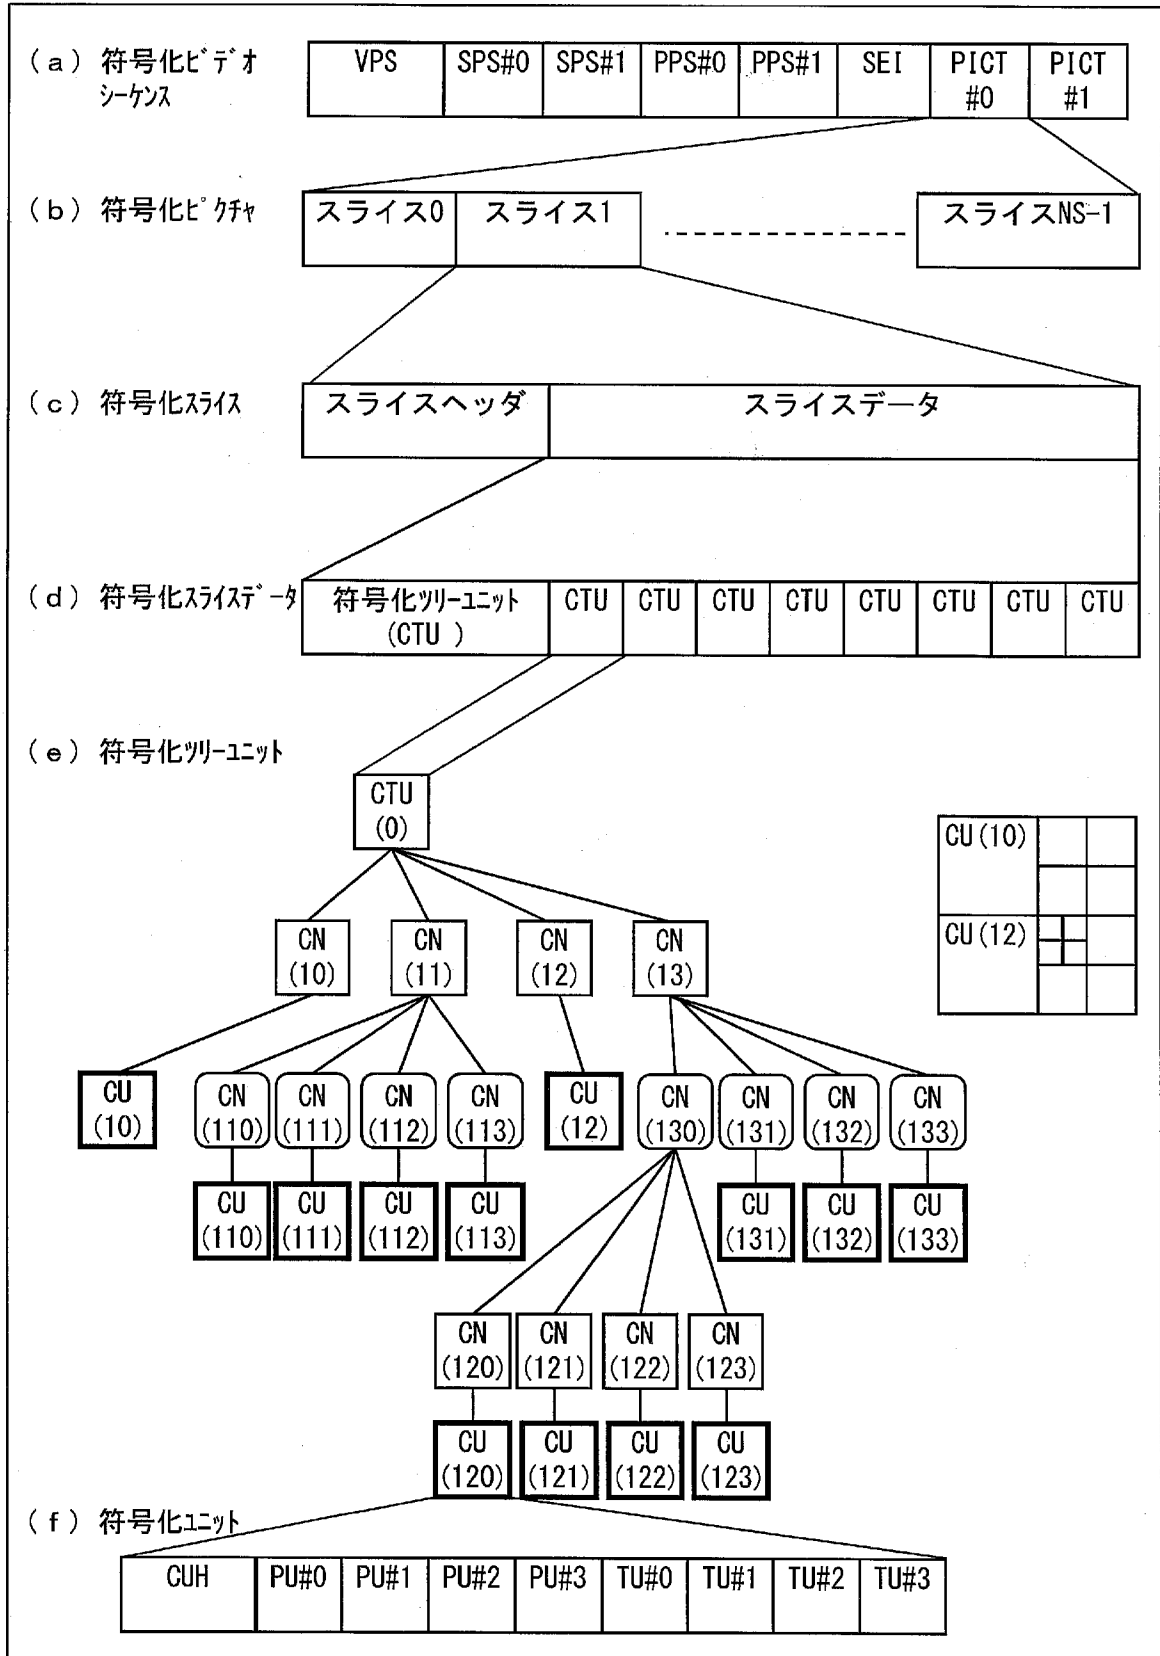 (a) 符号化ビデオ
シーケンス
VPS SPS#0 SPS#1 PPS#0 PPS#1 SEI PICT PICT
#0 #1
(b) 符号化ピクチャ
スライス0 スライス1 スライスNS-1
(c) 符号化スライス
スライスヘッダ スライスデータ
(d) 符号化スライスデータ
符号化ツリーユニット CTU CTU CTU CTU CTU CTU CTU CTU
(CTU )
(e) 符号化ツリーユニット
CTU
(0)
CU(10)
CU(12)
CN CN CN CN
(10) (11) (12) (13)
CU CN CN CN CN CU CN CN CN CN
(10) (110) (111) (112) (113) (12) (130) (131) (132) (133)
CU CU CU CU CU CU CU
(110) (111) (112) (113) (131) (132) (133)
CN CN CN CN
(120) (121) (122) (123)
CU CU CU CU
(120) (121) (122) (123)
(f) 符号化ユニット
CUH PU#0 PU#1 PU#2 PU#3 TU#0 TU#1 TU#2 TU#3